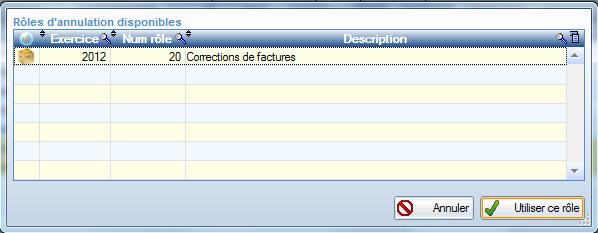 Rôles d'annulation disponibles
Exercice Num rôle Description
2012 20 Corrections de factures
Annuler Utiliser ce rôle